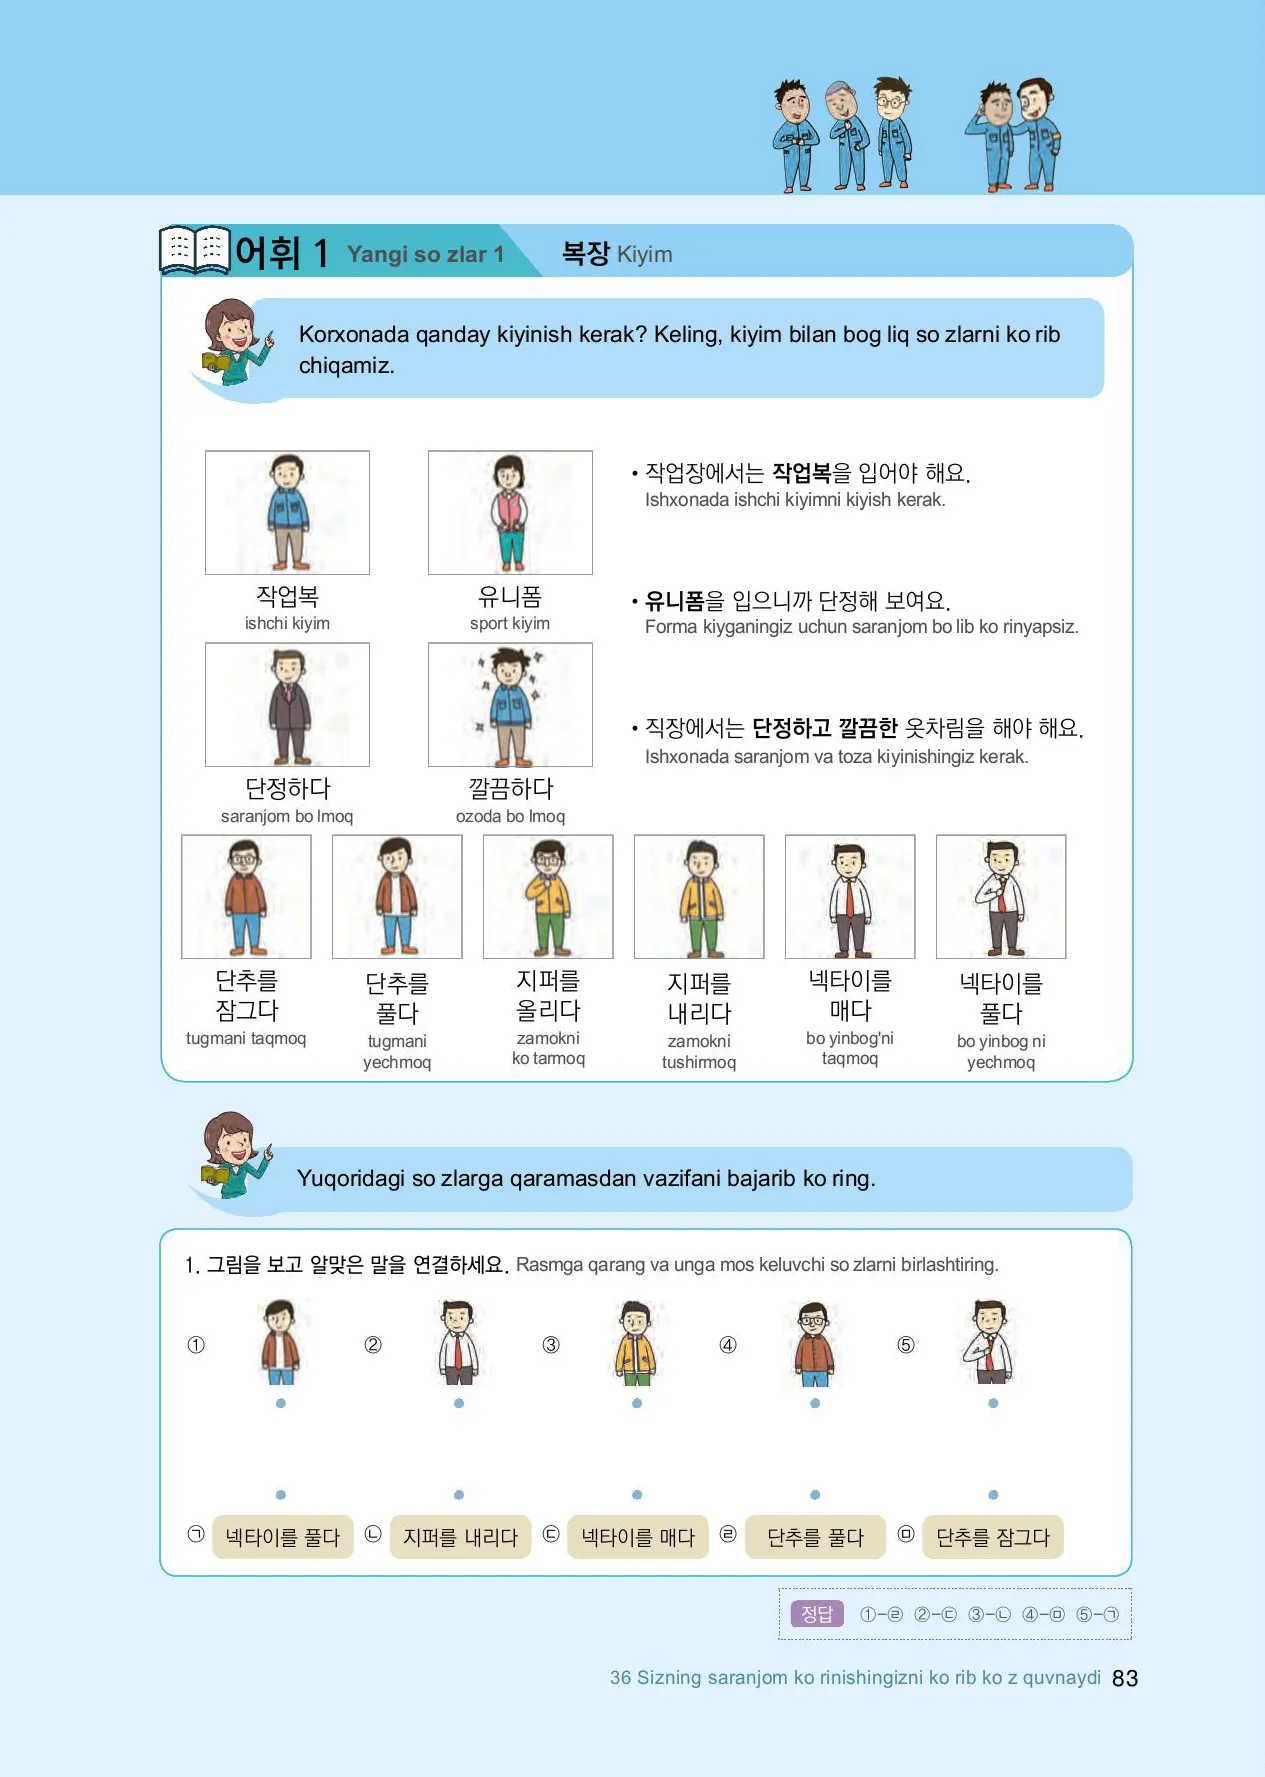 어휘 1 Yangi so zlar 1 복장 Kiyim
Korxonada qanday kiyinish kerak? Keling, kiyim bilan bog liq so zlarni ko rib
chiqamiz.
• 작업장에서는 작업복을 입어야 해요.
Ishxonada ishchi kiyimni kiyish kerak.
작업복 유니폼
ishchi kiyim sport kiyim
• 유니폼을 입으니까 단정해 보여요.
Forma kiyganingiz uchun saranjom bo lib ko rinyapsiz.
• 직장에서는 단정하고 깔끔한 옷차림을 해야 해요.
Ishxonada saranjom va toza kiyinishingiz kerak.
단정하다 깔끔하다
saranjom bo lmoq ozoda bo lmoq
단추를 단추를 지퍼를 지퍼를 넥타이를 넥타이를
잠그다 풀다 올리다 내리다 매다 풀다
tugmani taqmoq tugmani zamokni zamokni bo yinbog'ni bo yinbog ni
yechmoq ko tarmoq tushirmoq taqmoq yechmoq
Yuqoridagi so zlarga qaramasdan vazifani bajarib ko ring.
1. 그림을 보고 알맞은 말을 연결하세요. Rasmga qarang va unga mos keluvchi so zlarni birlashtiring.
① ② ③ ④ ⑤
㉠ 넥타이를 풀다 ㉡ 지퍼를 내리다 ㉢ 넥타이를 매다 ㉣ 단추를 풀다 ㉤ 단추를 잠그다
정답 ①-㉣ ②-㉢ ③-㉡ ④-㉤ ⑤-㉠
36 Sizning saranjom ko rinishingizni ko rib ko z quvnaydi 83